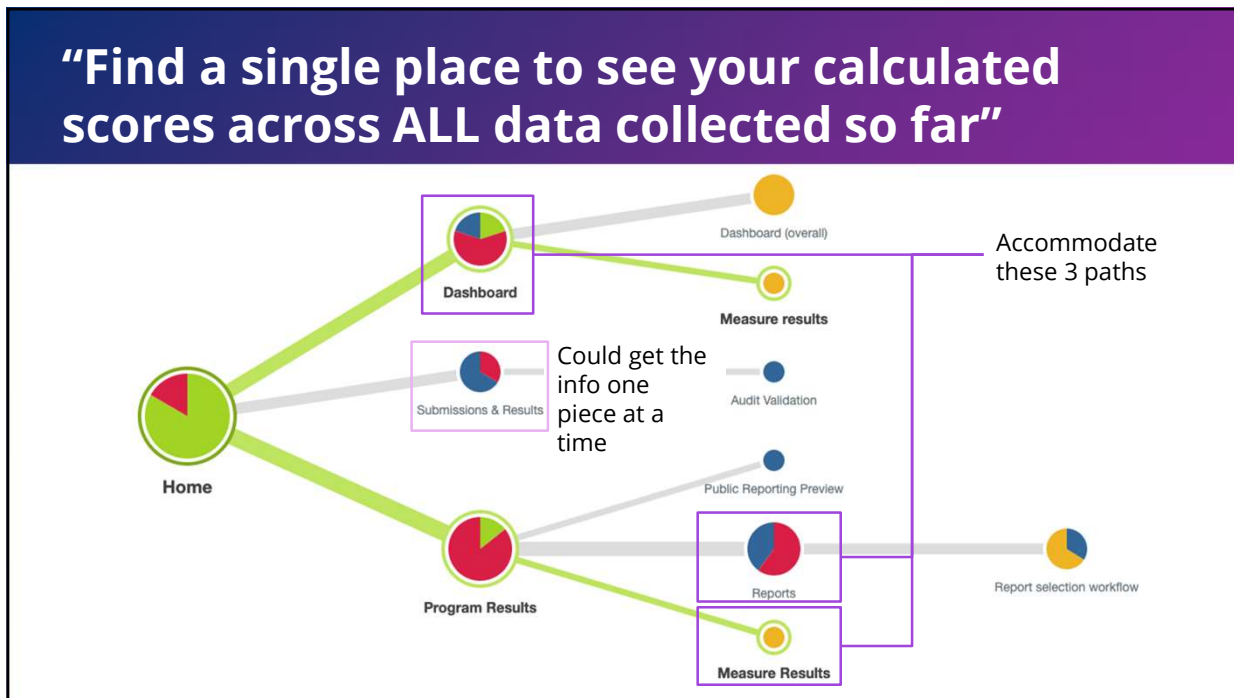 “Find a single place to see your calculated
scores across ALL data collected so far”
Dashboard (overall)
Accommodate
these 3 paths
Dashboard
Measure results
Could get the
info one
piece at a
time
Submissions & Results
Audit Validation
Home
Public Reporting Preview
Program Results
Reports
Report selection workflow
Measure Results